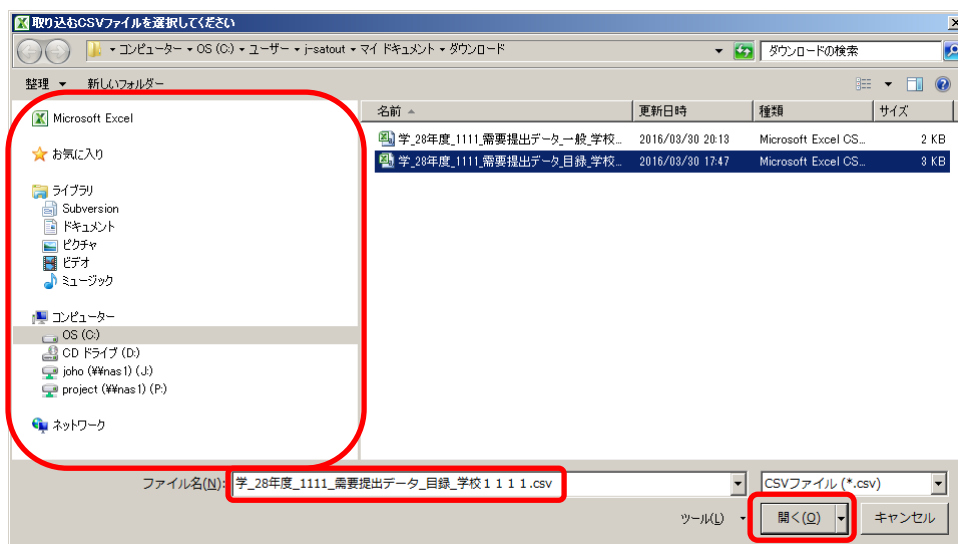 取り込むCSVファイルを選択してください
コンピューター ▾ OS (C:) ▾ ユーザー ▾ j-satout ▾ マイ ドキュメント ▾ ダウンロード
ダウンロードの検索
整理 ▼ 新しいフォルダー
Microsoft Excel
お気に入り
ライブラリ
Subversion
ドキュメント
ピクチャ
ビデオ
ミュージック
コンピューター
OS (C:)
CD ドライブ (D:)
joho (¥¥nas1) (J:)
project (¥¥nas1) (P:)
ネットワーク
名前 更新日時 種類 サイズ
学_28年度_1111_需要提出データ_一般_学校... 2016/03/30 20:13 Microsoft Excel CS... 2 KB
学_28年度_1111_需要提出データ_目録_学校... 2016/03/30 17:47 Microsoft Excel CS... 3 KB
ファイル名(N): 学_28年度_1111_需要提出データ_目録_学校１１１１.csv CSVファイル (*.csv)
ツール(L) 開く(O) キャンセル